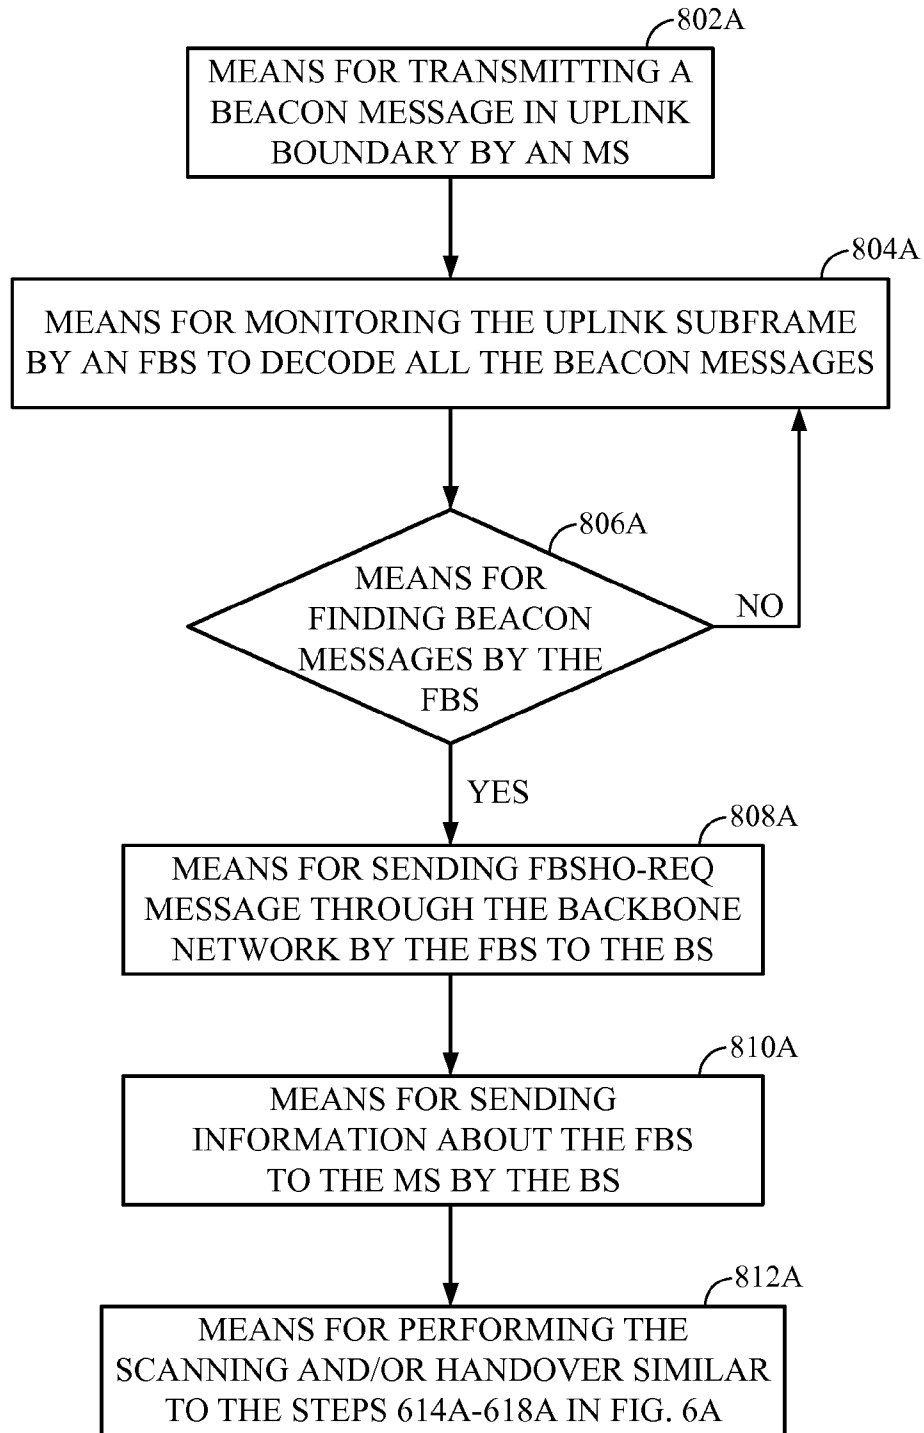 802A
MEANS FOR TRANSMITTING A
BEACON MESSAGE IN UPLINK
BOUNDARY BY AN MS
804A
MEANS FOR MONITORING THE UPLINK SUBFRAME
BY AN FBS TO DECODE ALL THE BEACON MESSAGES
806A
MEANS FOR
FINDING BEACON
MESSAGES BY THE
FBS
NO
YES
808A
MEANS FOR SENDING FBSHO-REQ
MESSAGE THROUGH THE BACKBONE
NETWORK BY THE FBS TO THE BS
810A
MEANS FOR SENDING
INFORMATION ABOUT THE FBS
TO THE MS BY THE BS
812A
MEANS FOR PERFORMING THE
SCANNING AND/OR HANDOVER SIMILAR
TO THE STEPS 614A-618A IN FIG. 6A